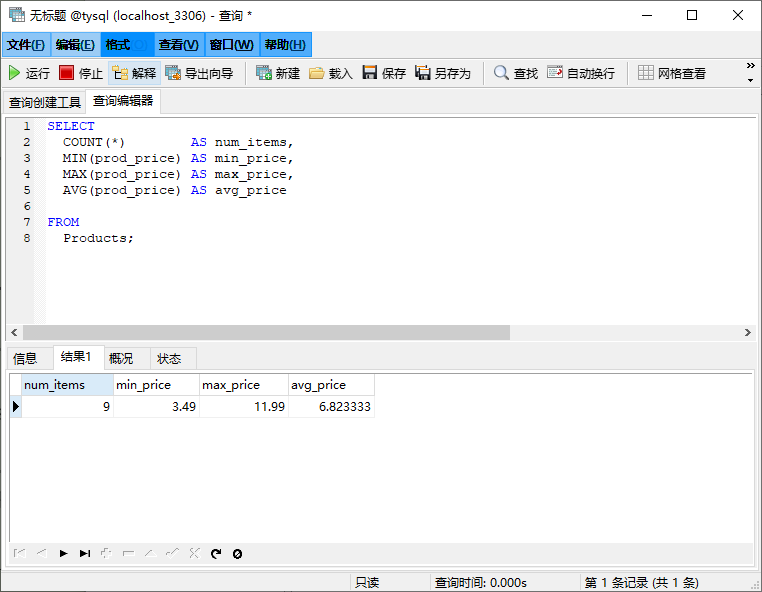 无标题 @tysql (localhost_3306) - 查询 *
文件(F) 编辑(E) 格式(O) 查看(V) 窗口(W) 帮助(H)
运行 停止 解释 导出向导 新建 载入 保存 另存为 查找 自动换行 网格查看 »
查询创建工具 查询编辑器
1 SELECT
2 COUNT(*) AS num_items,
3 MIN(prod_price) AS min_price,
4 MAX(prod_price) AS max_price,
5 AVG(prod_price) AS avg_price
6
7 FROM
8 Products;
信息 结果1 概况 状态
num_items min_price max_price avg_price
9 3.49 11.99 6.823333
只读 查询时间: 0.000s 第 1 条记录 (共 1 条)